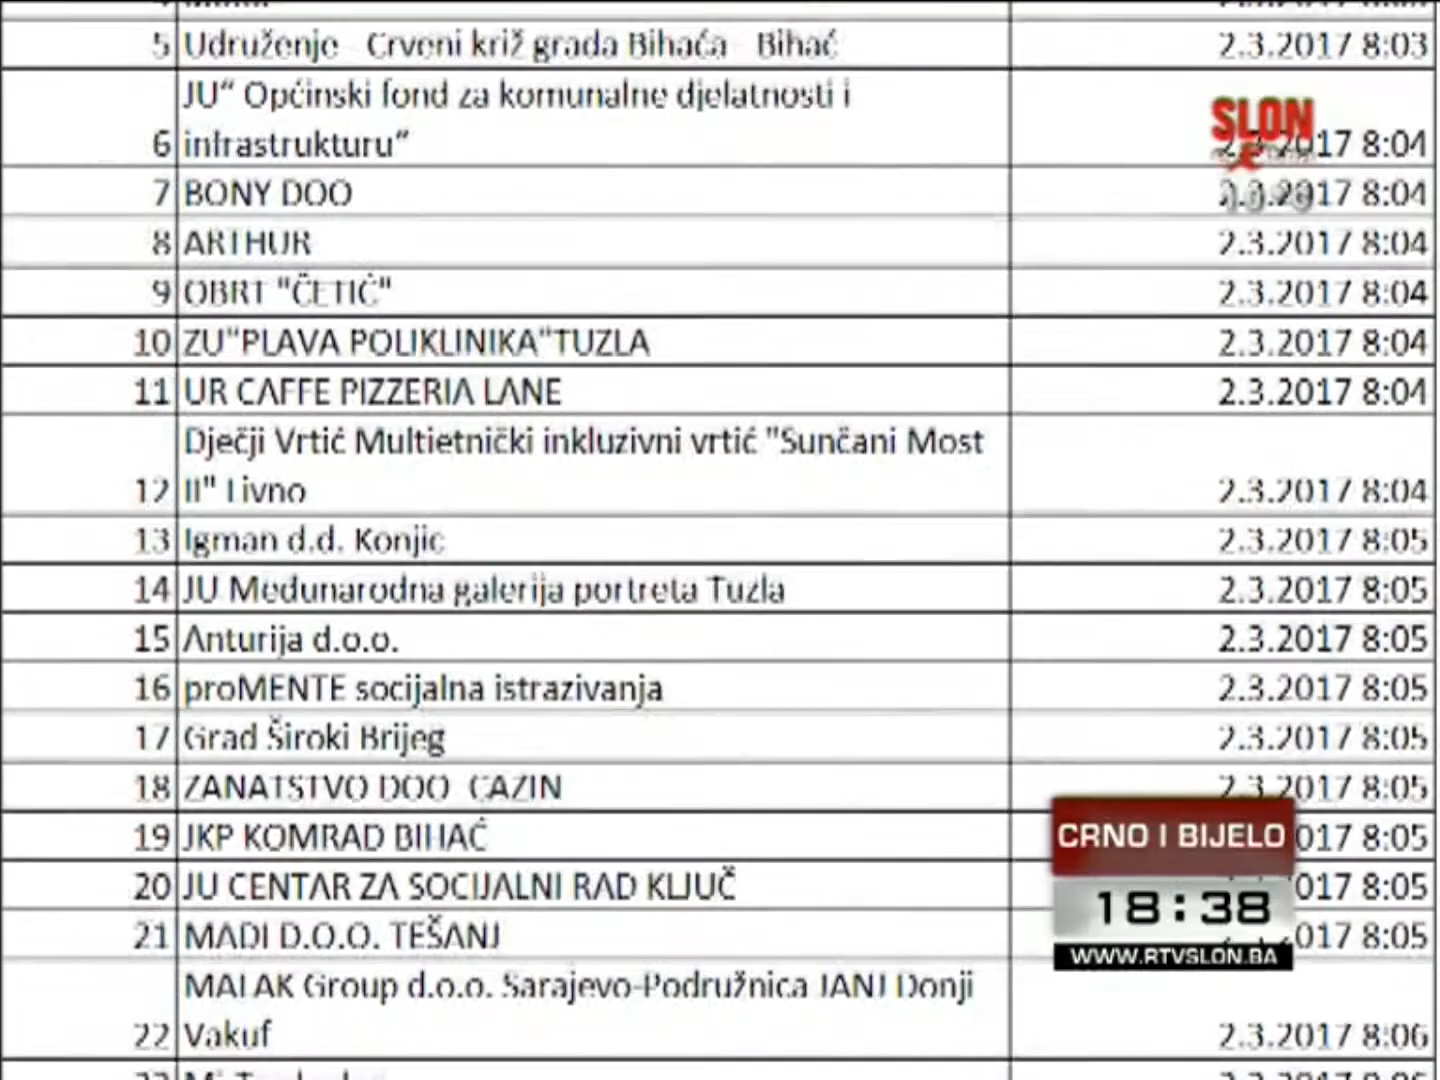 5 Udruženje - Crveni križ grada Bihaća - Bihać 2.3.2017 8:03
JU“ Općinski fond za komunalne djelatnosti i
6 infrastrukturu“ 2.3.2017 8:04
SLON
7 BONY DOO 2.3.2017 8:04
8 ARTHUR 2.3.2017 8:04
9 OBRT "ČETIĆ" 2.3.2017 8:04
10 ZU"PLAVA POLIKLINIKA"TUZLA 2.3.2017 8:04
11 UR CAFFE PIZZERIA LANE 2.3.2017 8:04
Dječji Vrtić Multietnički inkluzivni vrtić "Sunčani Most
12 II" Livno 2.3.2017 8:04
13 Igman d.d. Konjic 2.3.2017 8:05
14 JU Međunarodna galerija portreta Tuzla 2.3.2017 8:05
15 Anturija d.o.o. 2.3.2017 8:05
16 proMENTE socijalna istrazivanja 2.3.2017 8:05
17 Grad Široki Brijeg 2.3.2017 8:05
18 ZANATSTVO DOO CAZIN 2.3.2017 8:05
19 JKP KOMRAD BIHAĆ 017 8:05
CRNO I BIJELO
20 JU CENTAR ZA SOCIJALNI RAD KLJUČ 017 8:05
18:38
21 MADI D.O.O. TEŠANJ 017 8:05
WWW.RTVSLON.BA
MALAK Group d.o.o. Sarajevo-Podružnica JANJ Donji
22 Vakuf 2.3.2017 8:06